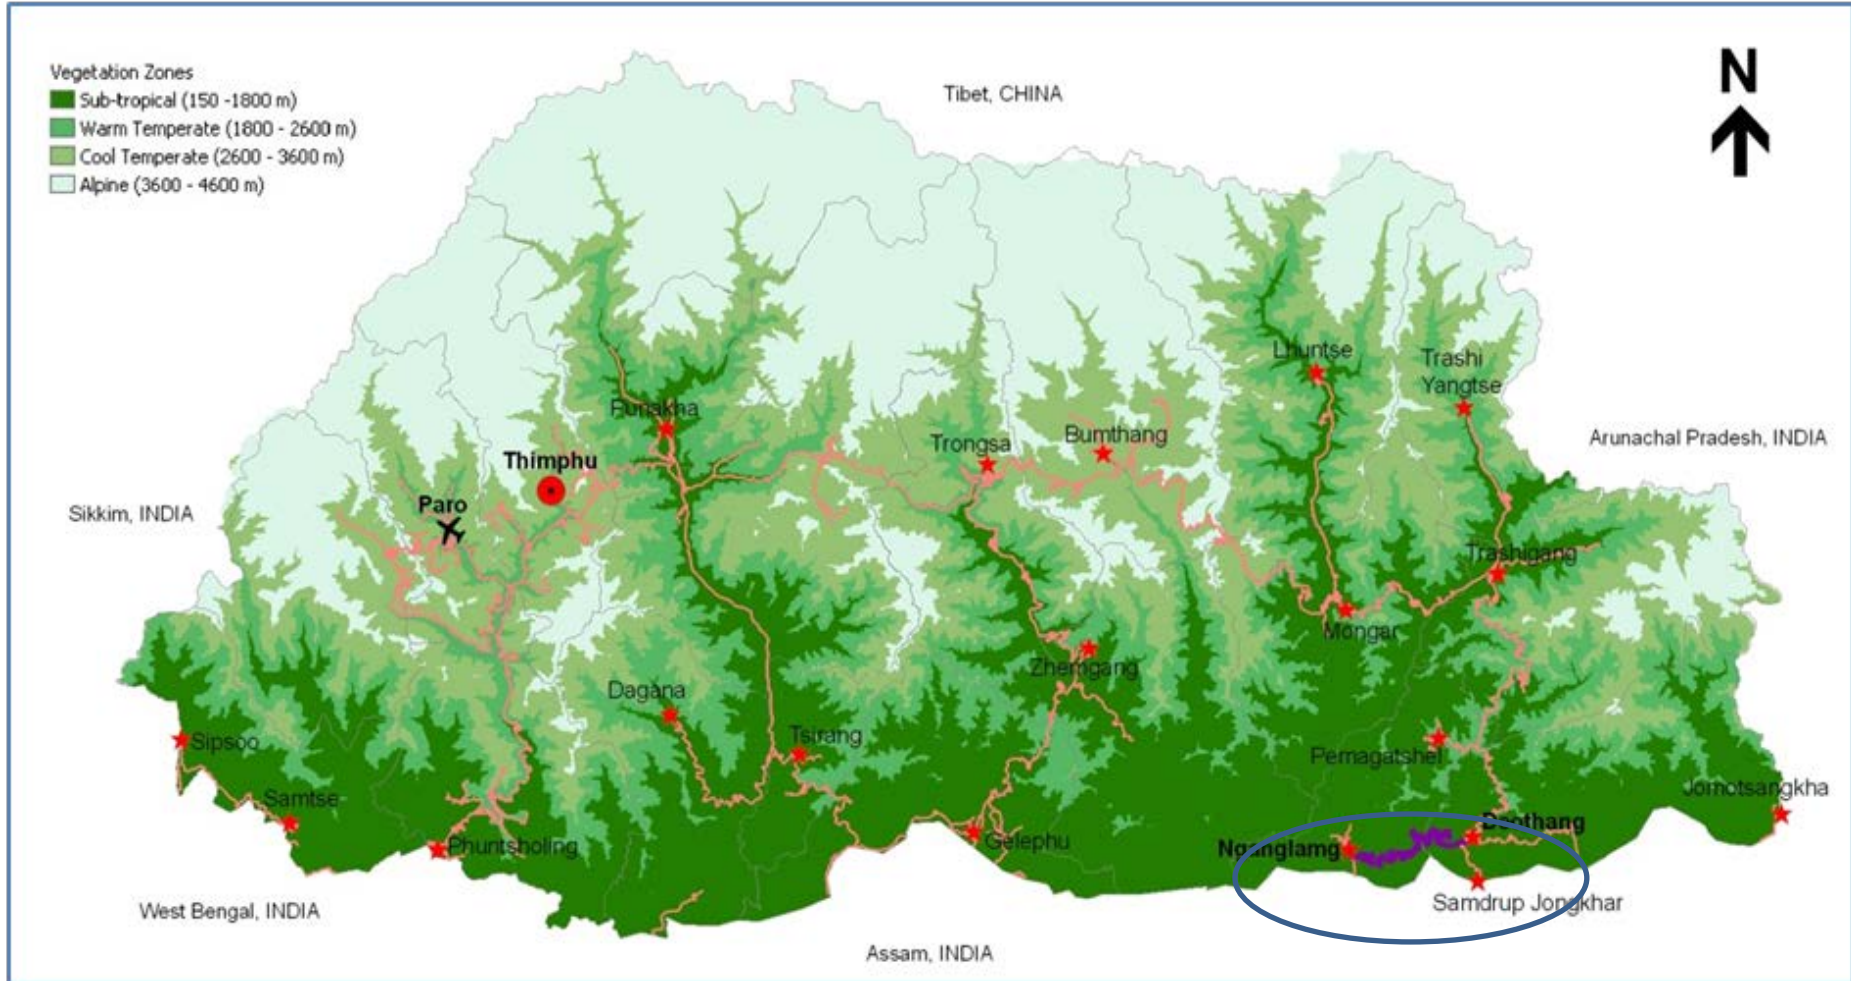 Vegetation Zones
Sub-tropical (150 -1800 m)
Warm Temperate (1800 - 2600 m)
Cool Temperate (2600 - 3600 m)
Alpine (3600 - 4600 m)
N
Tibet, CHINA
Lhuntse
Trashi
Yangtse
Punakha
Bumthang
Trongsa
Arunachal Pradesh, INDIA
Thimphu
Paro
Sikkim, INDIA
Trashigang
Mongar
Zhemgang
Dagana
Tsirang
Sipsoo
Pemagatshel
Jomotsangkha
Samtse
Deothang
Phuntsholing
Gelephu
Nganglamg
Samdrup Jongkhar
West Bengal, INDIA
Assam, INDIA